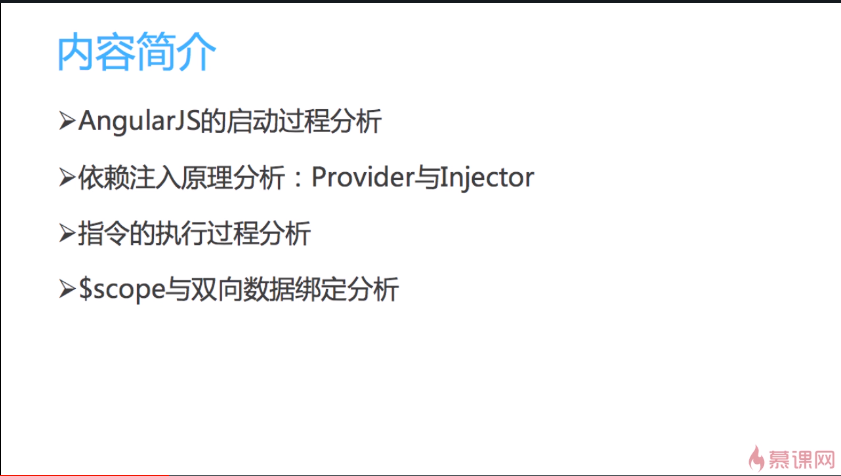 内容简介
➢AngularJS的启动过程分析
➢依赖注入原理分析：Provider与Injector
➢指令的执行过程分析
➢$scope与双向数据绑定分析
慕课网